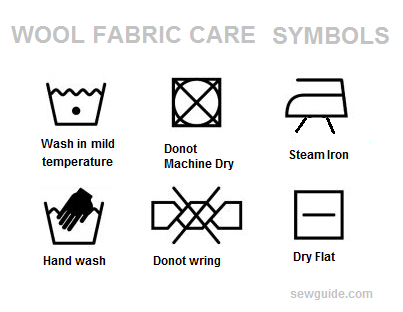 WOOL FABRIC CARE SYMBOLS
Wash in mild
temperature
Donot
Machine Dry
Steam Iron
Hand wash
Donot wring
Dry Flat
sewguide.com